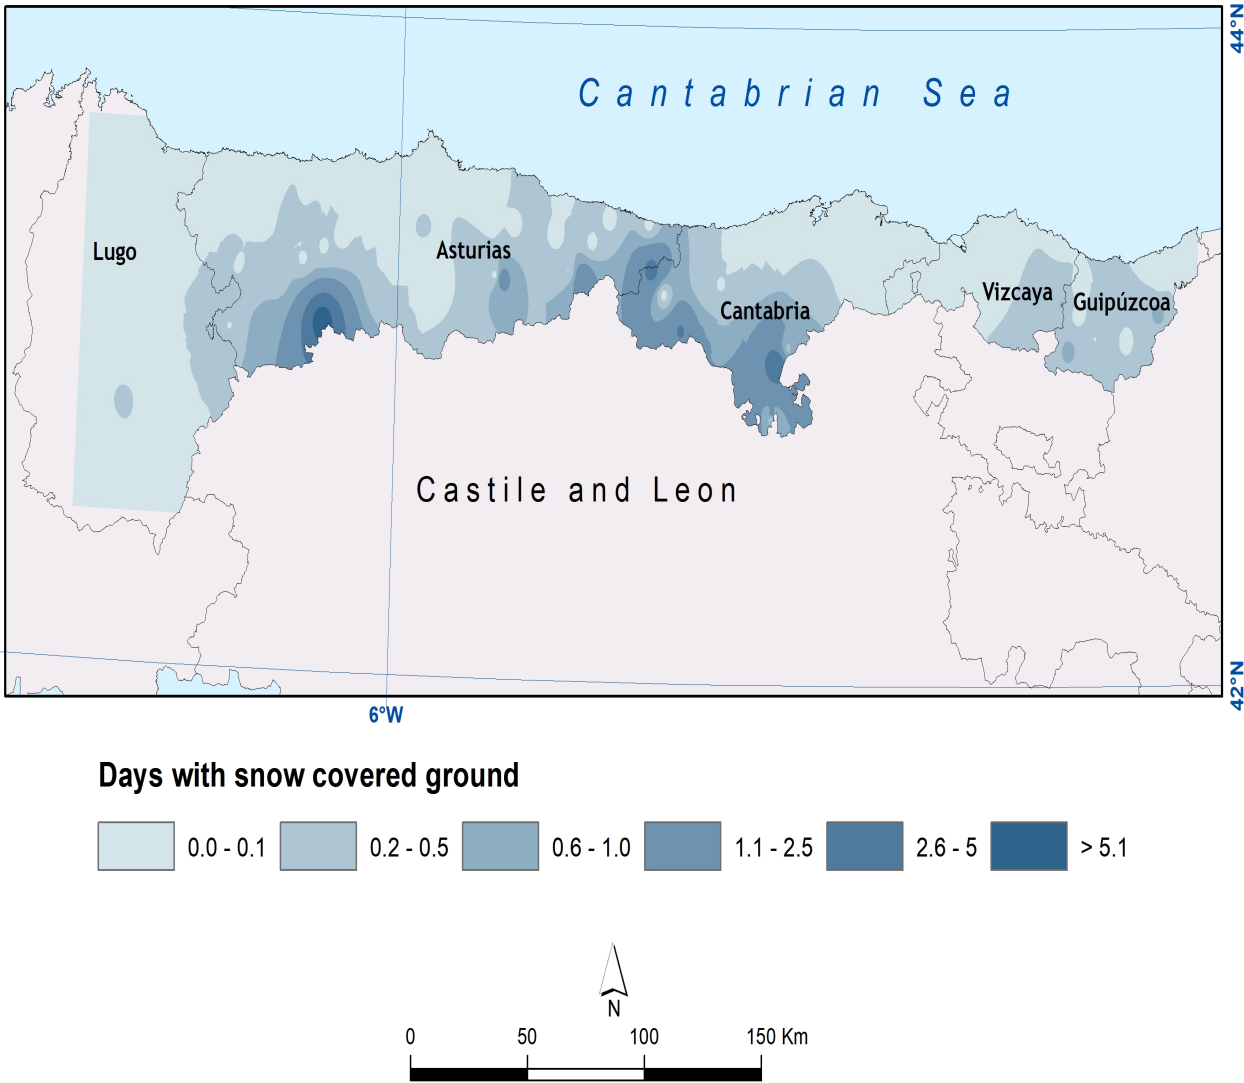 44°N
Cantabrian Sea
Lugo
Asturias
Cantabria
Vizcaya
Guipúzcoa
Castile and Leon
42°N
6°W
Days with snow covered ground
0.0 - 0.1
0.2 - 0.5
0.6 - 1.0
1.1 - 2.5
2.6 - 5
> 5.1
N
0 50 100 150 Km